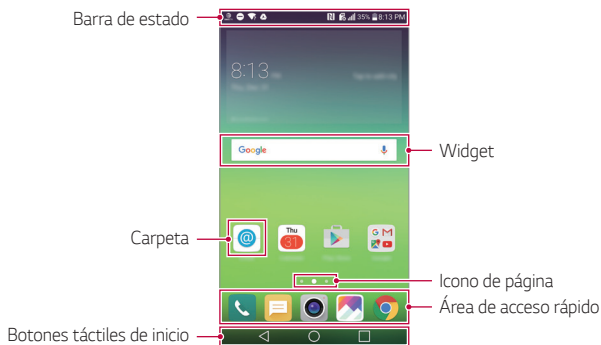 Barra de estado
35% 8:13 PM
8:13
Google
Widget
Carpeta
@
Thu
31
G M
Icono de página
Área de acceso rápido
Botones táctiles de inicio